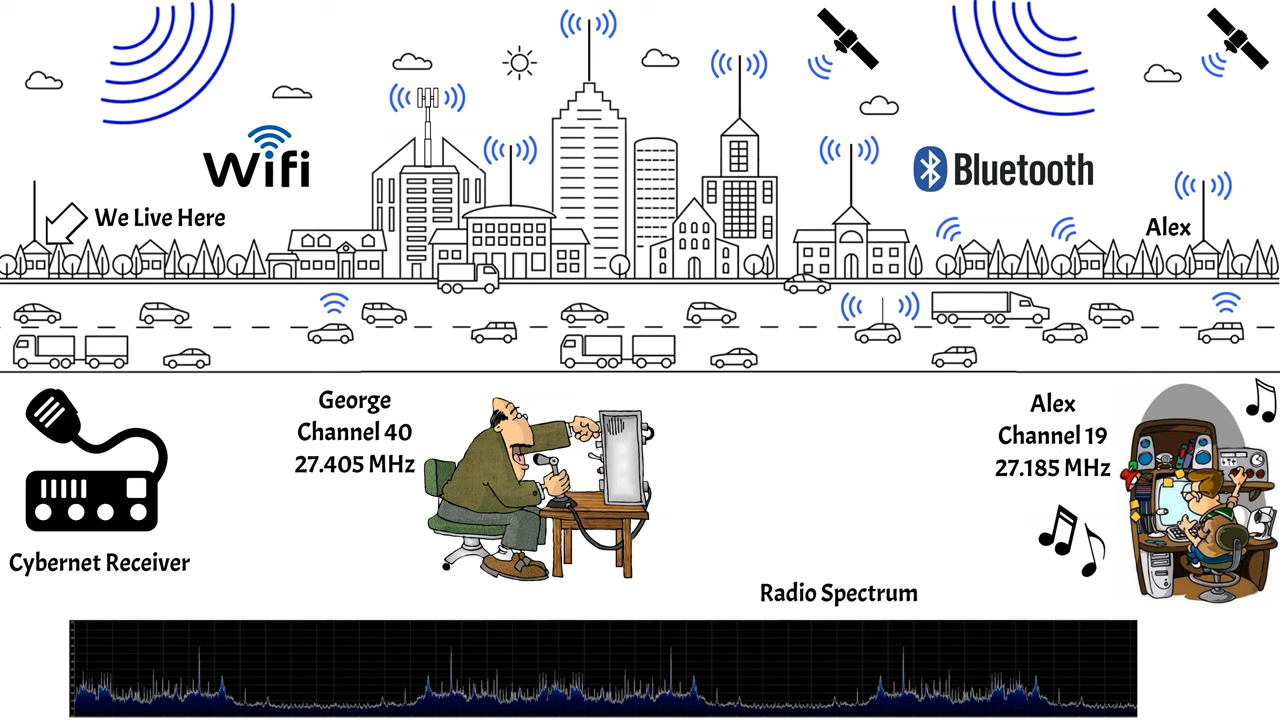 Wifi
Bluetooth
We Live Here
Alex
George
Channel 40
27.405 MHz
Alex
Channel 19
27.185 MHz
Cybernet Receiver
Radio Spectrum